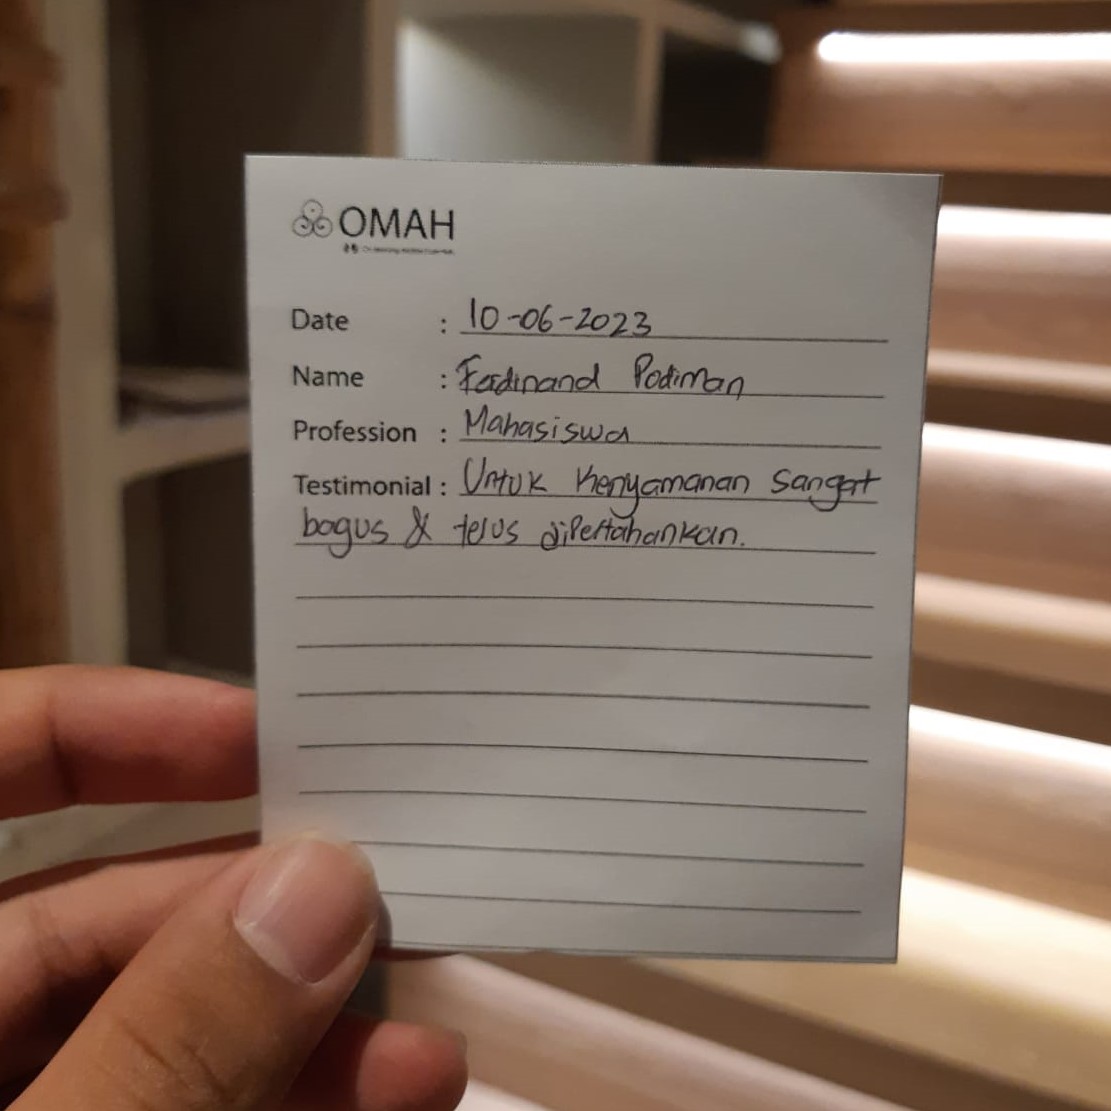 OMAH
Date : 10-06-2023
Name : Ferdinand Podiman
Profession : Mahasiswa
Testimonial : Untuk Kenyamanan Sangat
bagus & terus diPertahankan.